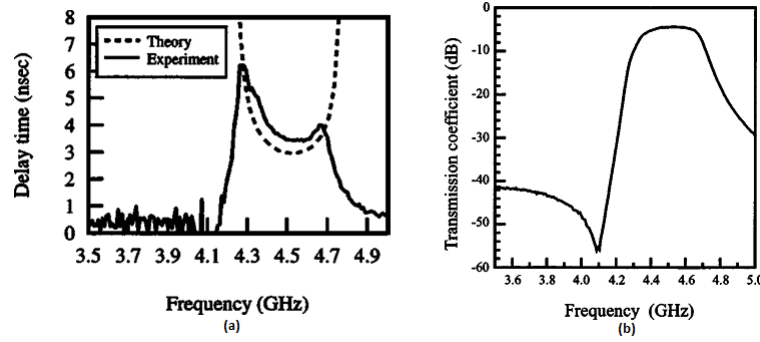 8
7
6
5
4
3
2
1
0
Delay time (nsec)
Theory
Experiment
3.5 3.7 3.9 4.1 4.3 4.5 4.7 4.9
Frequency (GHz)
(a)
0
-10
-20
-30
-40
-50
-60
Transmission coefficient (dB)
3.6 4.0 4.2 4.4 4.6 4.8 5.0
Frequency (GHz)
(b)